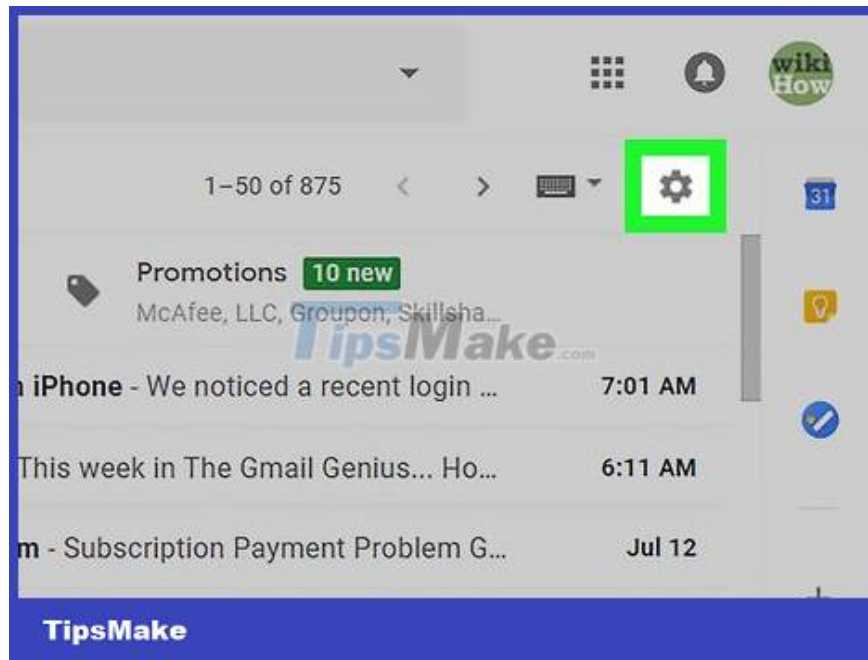 wiki
How
1–50 of 875
31
Promotions 10 new
McAfee, LLC, Groupon, Skillsha...
TipsMake.com
iPhone - We noticed a recent login ... 7:01 AM
This week in The Gmail Genius... Ho... 6:11 AM
m - Subscription Payment Problem G... Jul 12
TipsMake